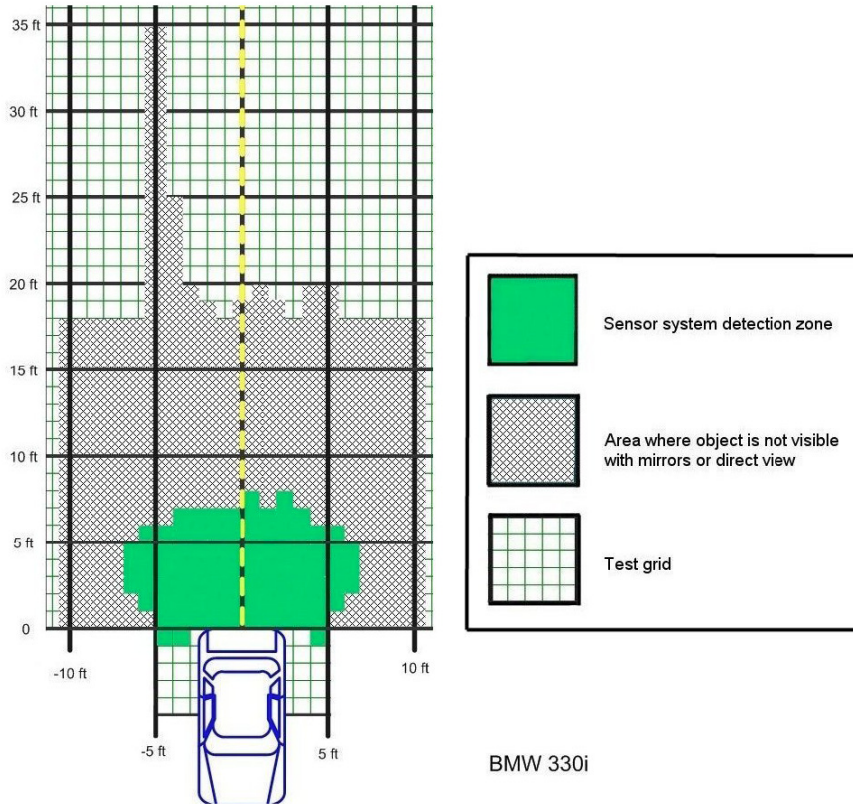 35 ft
30 ft
25 ft
20 ft
15 ft
10 ft
5 ft
0
-10 ft
10 ft
-5 ft
5 ft
Sensor system detection zone
Area where object is not visible
with mirrors or direct view
Test grid
BMW 330i